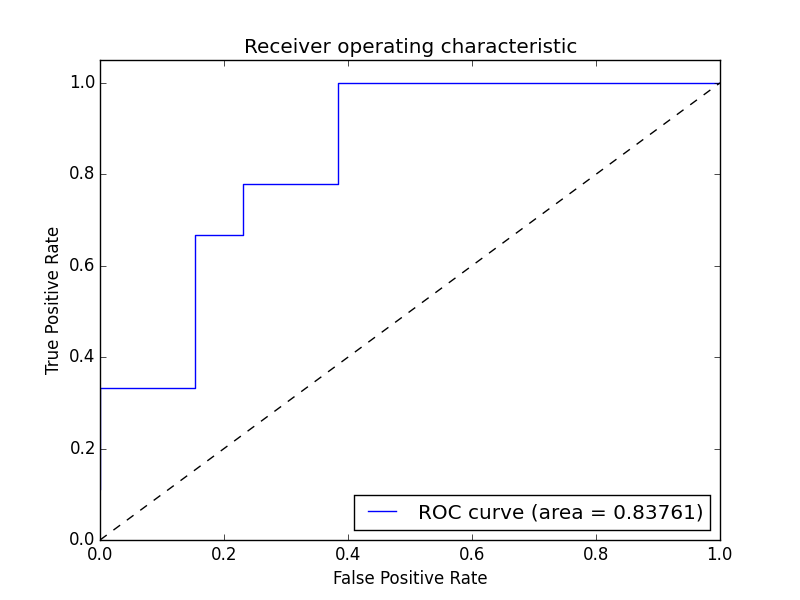 Receiver operating characteristic
True Positive Rate
1.0
0.8
0.6
0.4
0.2
0.0
ROC curve (area = 0.83761)
0.0 0.2 0.4 0.6 0.8 1.0
False Positive Rate